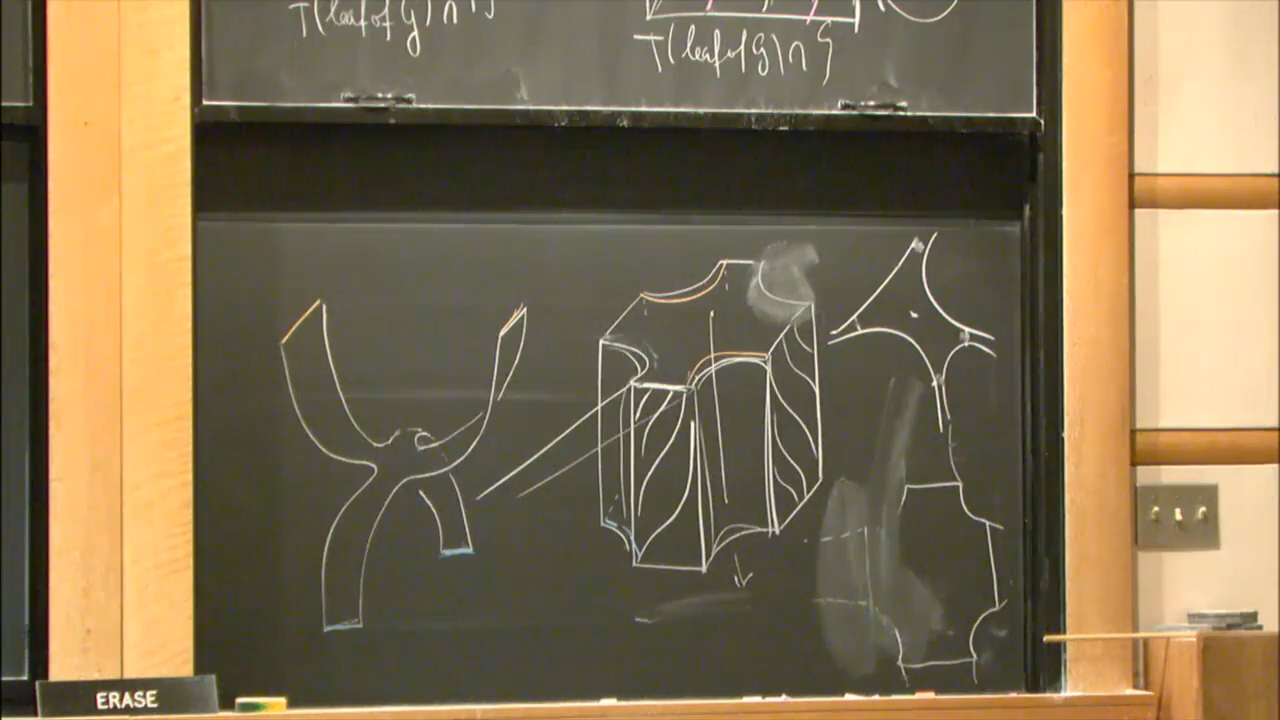 T(leaf of G) ∩
T(leaf of G) ∩ G
ERASE